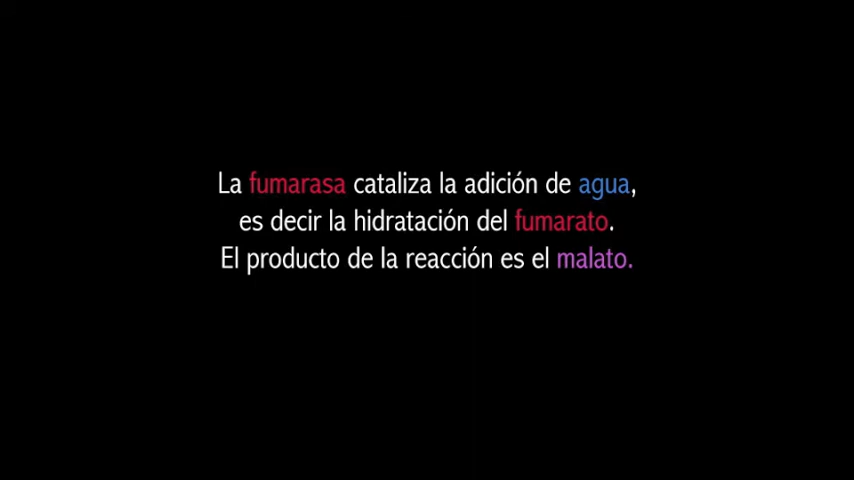 La fumarasa cataliza la adición de agua,
es decir la hidratación del fumarato.
El producto de la reacción es el malato.